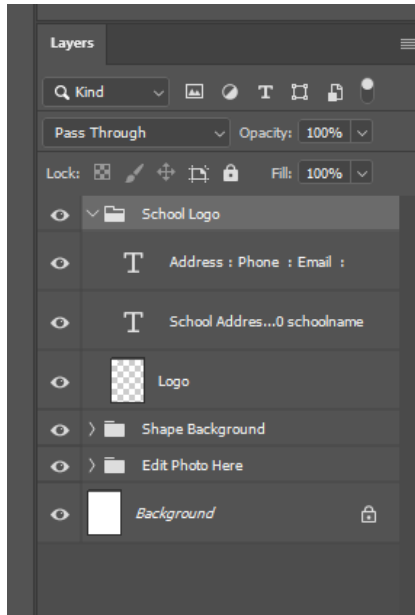 Layers
Kind
Pass Through Opacity: 100%
Lock: Fill: 100%
School Logo
Address : Phone : Email :
School Addres...0 schoolname
Logo
Shape Background
Edit Photo Here
Background